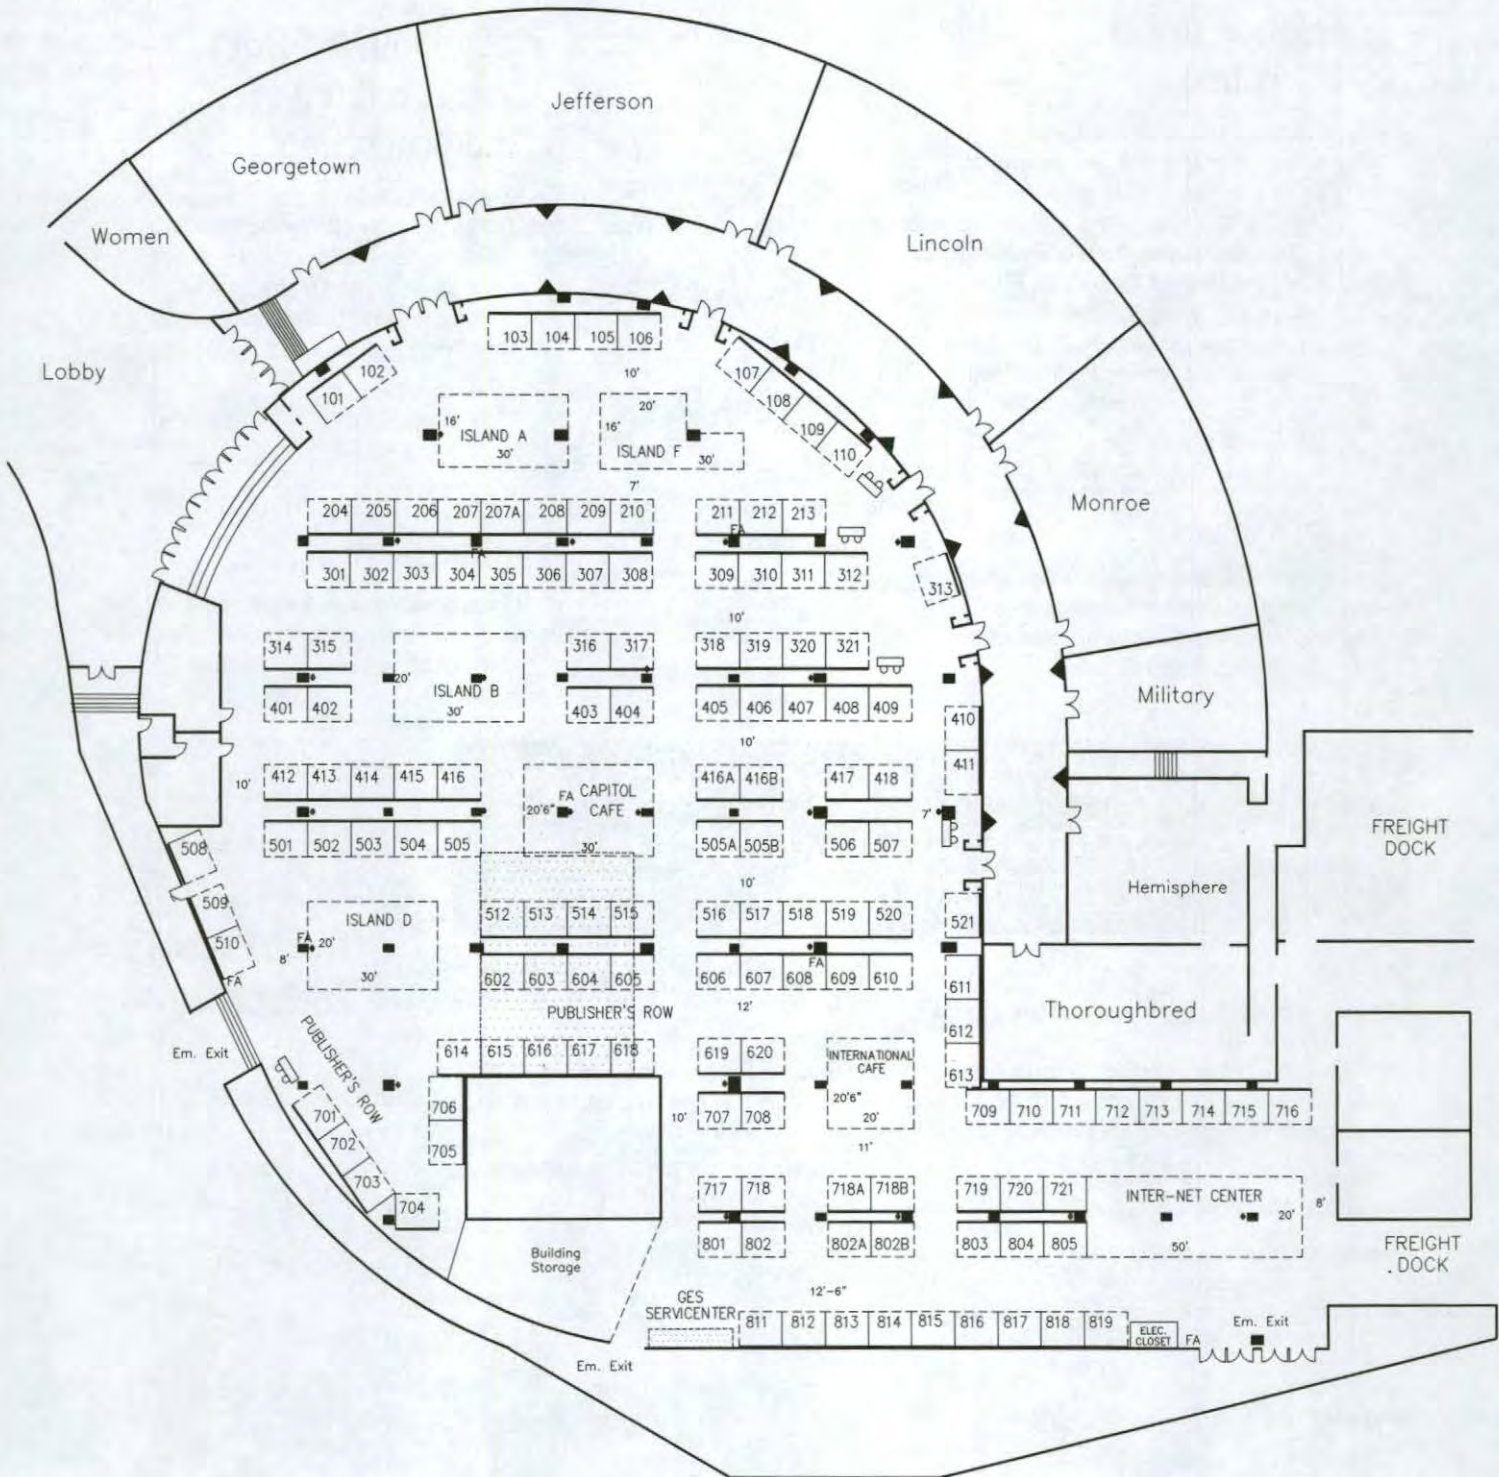 Jefferson
Georgetown
Women
Lincoln
Lobby
103 104 105 106
102
101
10'
107
108
109
110
20'
16' ISLAND A 30'
16' ISLAND F 30'
Monroe
7'
204 205 206 207 207A 208 209 210
211 212 213
FA
FA
301 302 303 304 305 306 307 308
309 310 311 312
313
10'
314 315
316 317
318 319 320 321
20' ISLAND B 30'
Military
401 402
403 404
405 406 407 408 409
410
411
10'
10'
412 413 414 415 416
FA CAPITOL CAFE
20'6"
30'
416A 416B
417 418
7'
FREIGHT DOCK
501 502 503 504 505
505A 505B
506 507
508
509
510
10'
Hemisphere
ISLAND D
FA 20'
30'
8'
FA
512 513 514 515
516 517 518 519 520
521
602 603 604 605
FA
606 607 608 609 610
611
612
613
Thoroughbred
PUBLISHER'S ROW
12'
Em. Exit
PUBLISHER'S ROW
614 615 616 617 618
619 620
INTERNATIONAL CAFE
20'6"
20'
701
702
703
704
706
705
10'
707 708
709 710 711 712 713 714 715 716
11'
717 718
718A 718B
719 720 721
INTER-NET CENTER
20'
50'
8'
801 802
802A 802B
803 804 805
Building
Storage
FREIGHT
. DOCK
12'-6"
GES
SERVICENTER
811 812 813 814 815 816 817 818 819
ELEC.
CLOSET
FA
Em. Exit
Em. Exit